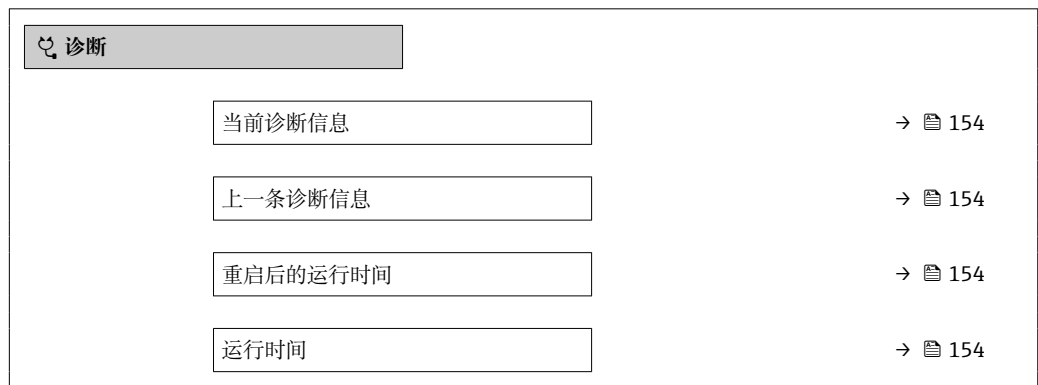 诊断
当前诊断信息 → 154
上一条诊断信息 → 154
重启后的运行时间 → 154
运行时间 → 154